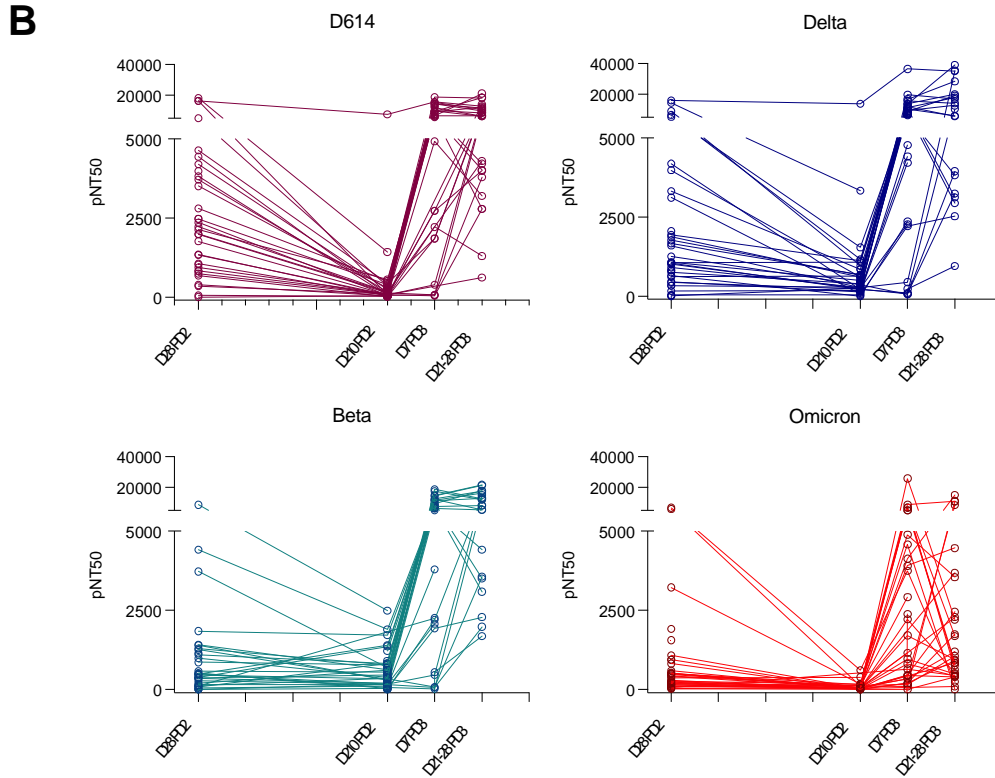 B
D614
40000
20000
5000
2500
0
pNT50
D28PD2
D210PD2
D7PD3
D21-28PD3
Delta
40000
20000
5000
2500
0
pNT50
D28PD2
D210PD2
D7PD3
D21-28PD3
Beta
40000
20000
5000
2500
0
pNT50
D28PD2
D210PD2
D7PD3
D21-28PD3
Omicron
40000
20000
5000
2500
0
pNT50
D28PD2
D210PD2
D7PD3
D21-28PD3